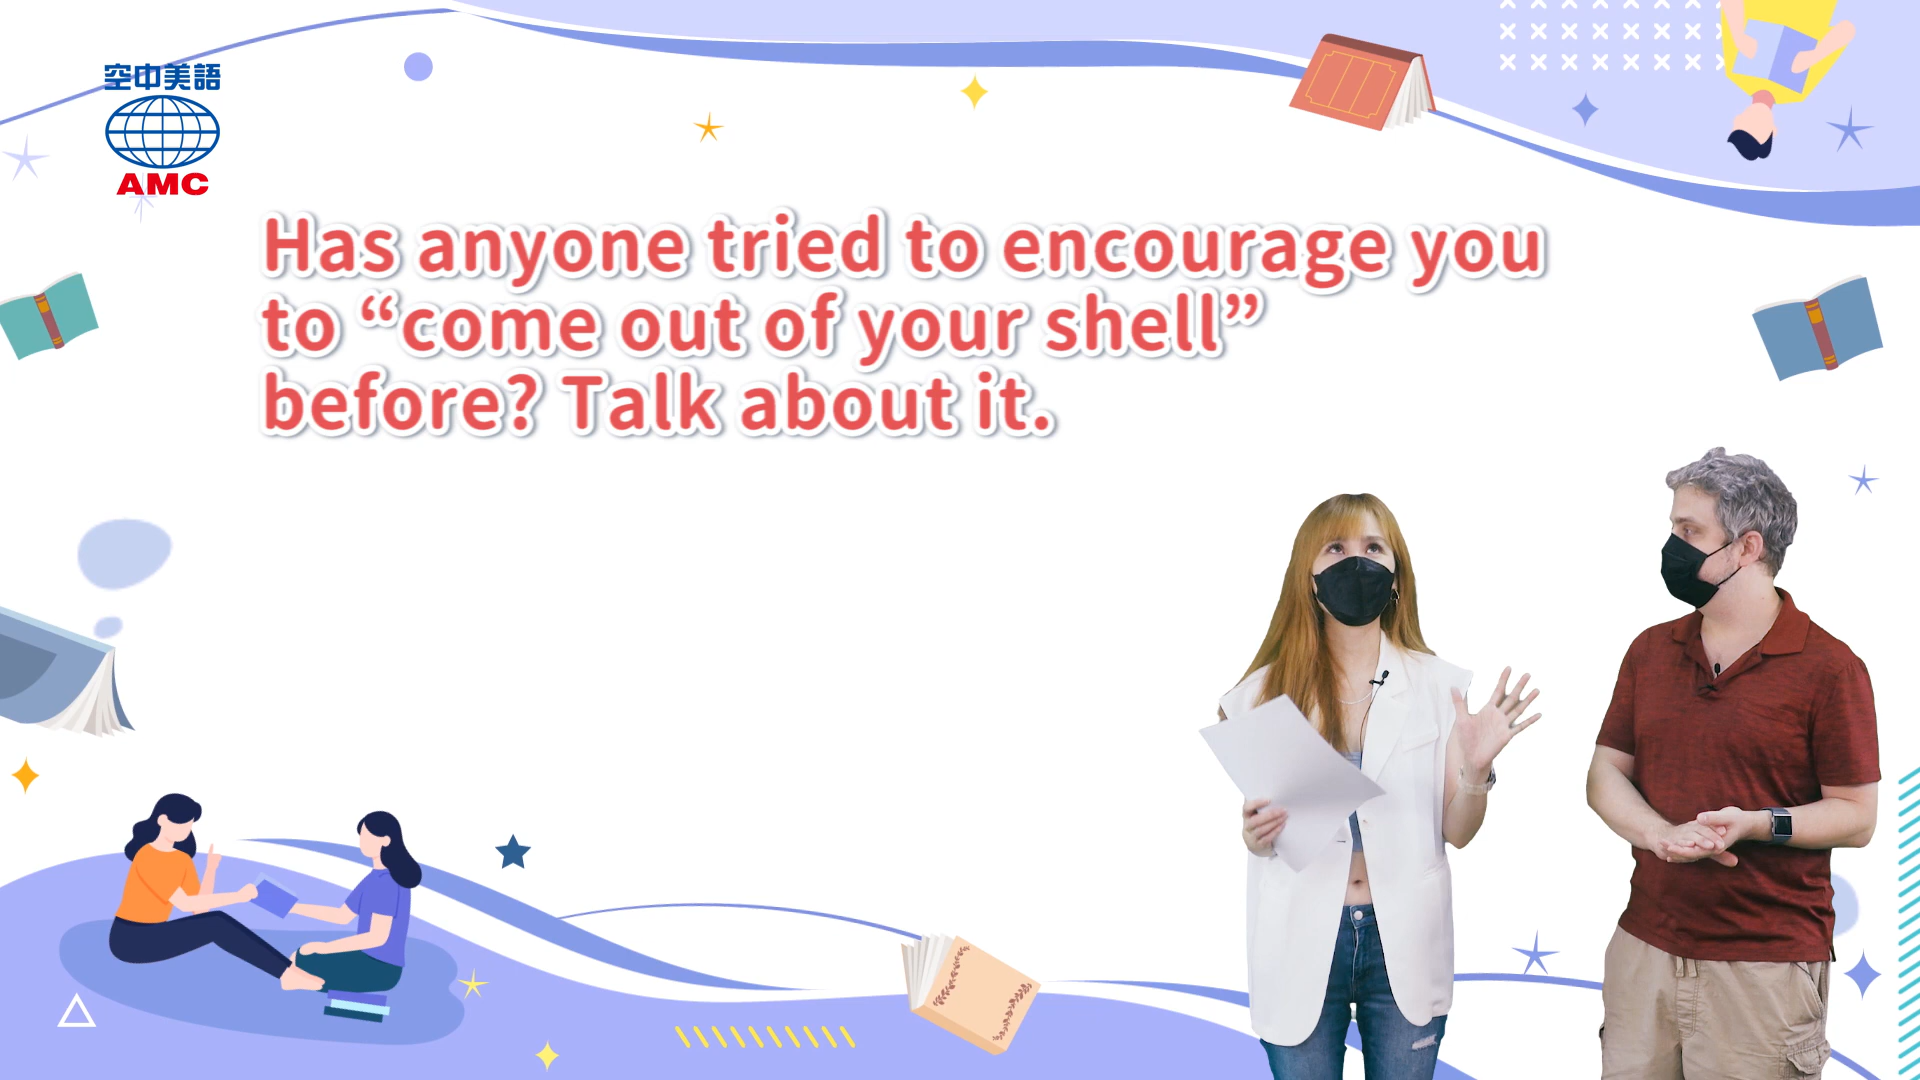 空中美語
AMC
Has anyone tried to encourage you
to “come out of your shell”
before? Talk about it.